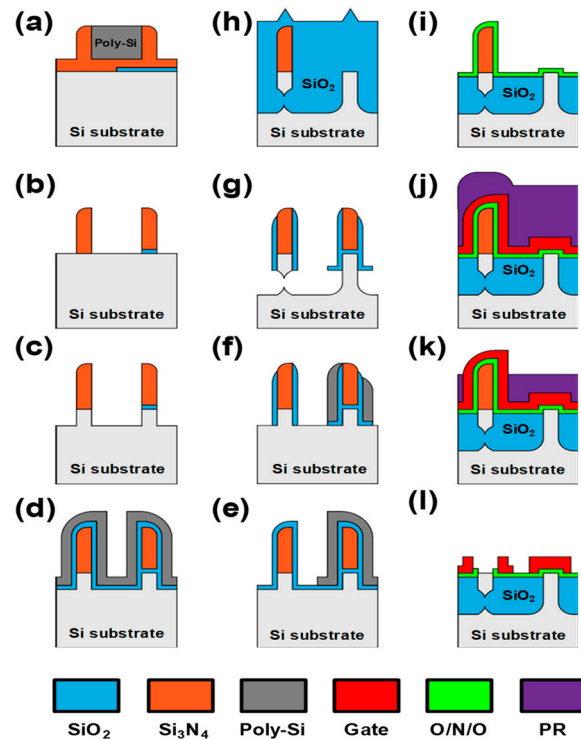 (a)
Poly-Si
Si substrate
(h)
SiO2
Si substrate
(i)
SiO2
Si substrate
(b)
Si substrate
(g)
Si substrate
(j)
SiO2
Si substrate
(c)
Si substrate
(f)
Si substrate
(k)
SiO2
Si substrate
(d)
Si substrate
(e)
Si substrate
(l)
SiO2
Si substrate
SiO2 Si3N4 Poly-Si Gate O/N/O PR